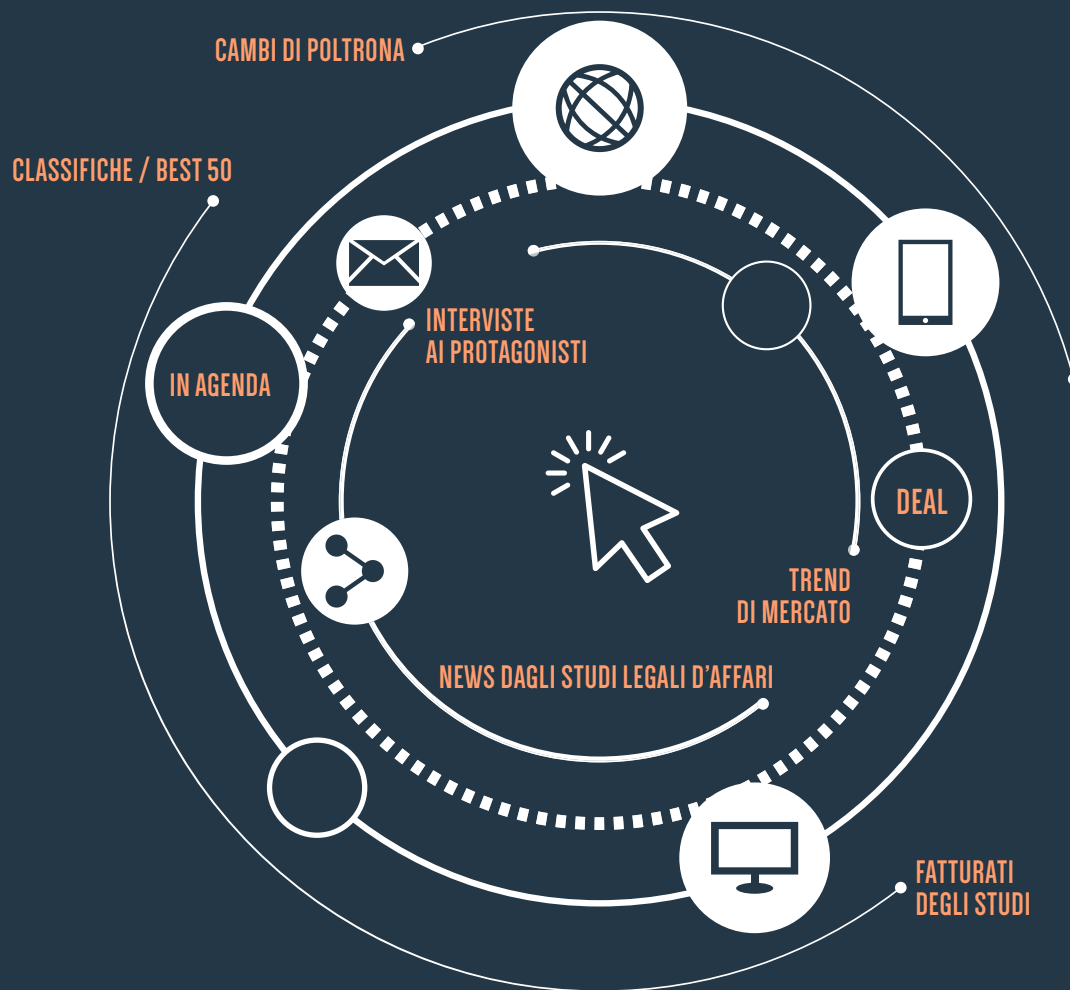 CAMBI DI POLTRONA
CLASSIFICHE / BEST 50
INTERVISTE
AI PROTAGONISTI
IN AGENDA
DEAL
TREND
DI MERCATO
NEWS DAGLI STUDI LEGALI D’AFFARI
FATTURATI
DEGLI STUDI